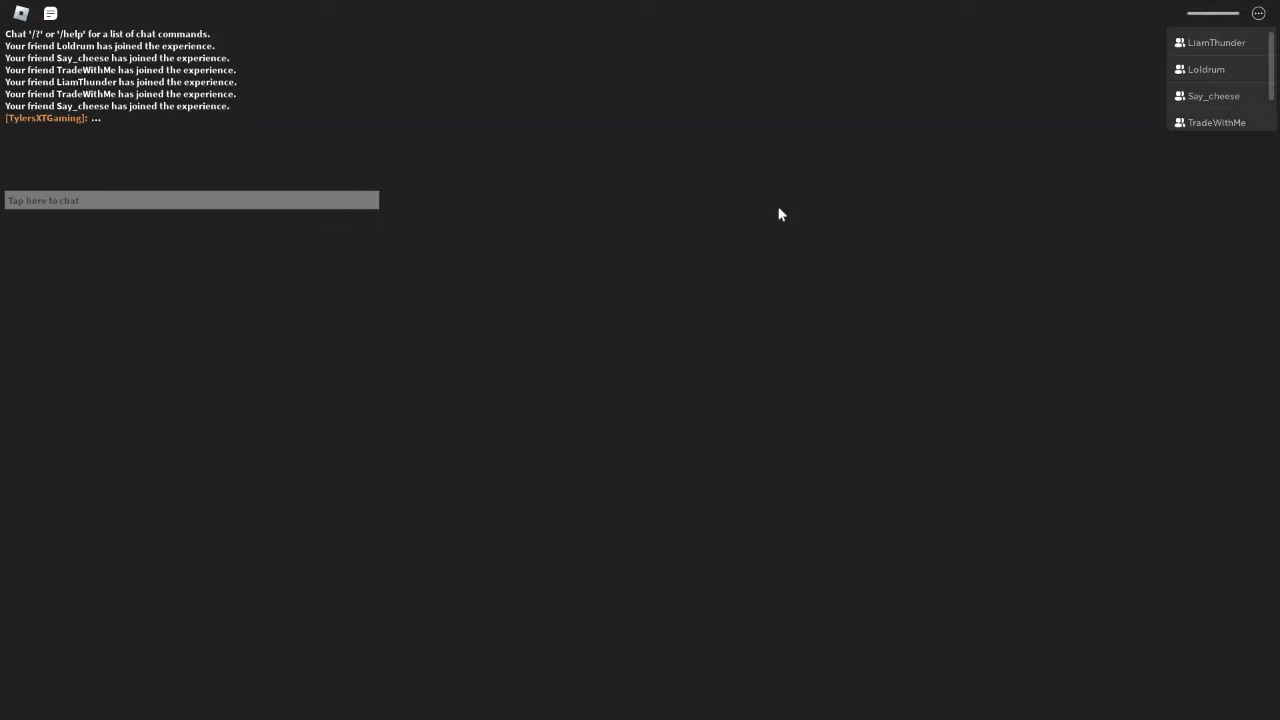 Chat '/?' or '/help' for a list of chat commands.
Your friend Loldrum has joined the experience.
Your friend Say_cheese has joined the experience.
Your friend TradeWithMe has joined the experience.
Your friend LiamThunder has joined the experience.
Your friend TradeWithMe has joined the experience.
Your friend Say_cheese has joined the experience.
[TylersXTGaming]: ...
Tap here to chat
LiamThunder
Loldrum
Say_cheese
TradeWithMe